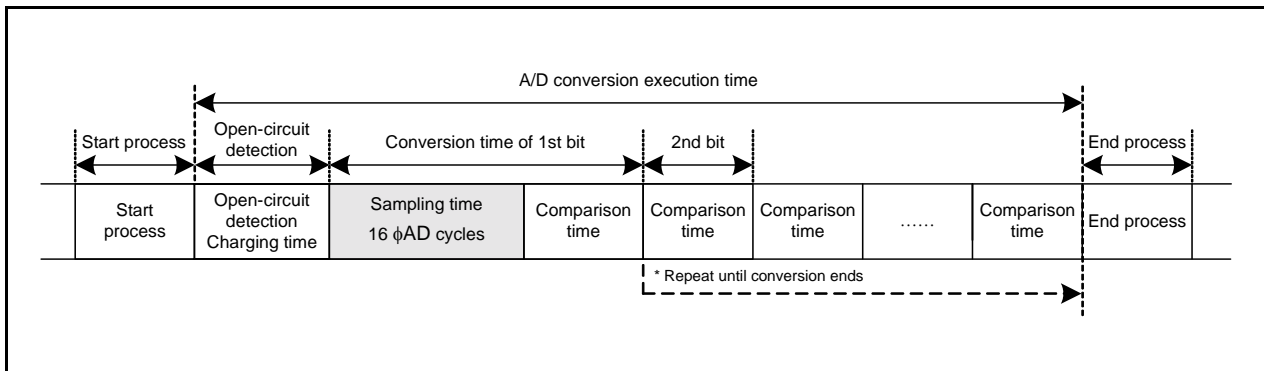 A/D conversion execution time
Start process
Open-circuit
detection
Conversion time of 1st bit
2nd bit
End process
Start
process
Open-circuit
detection
Charging time
Sampling time
16 ϕAD cycles
Comparison
time
Comparison
time
Comparison
time
……
Comparison
time
End process
* Repeat until conversion ends